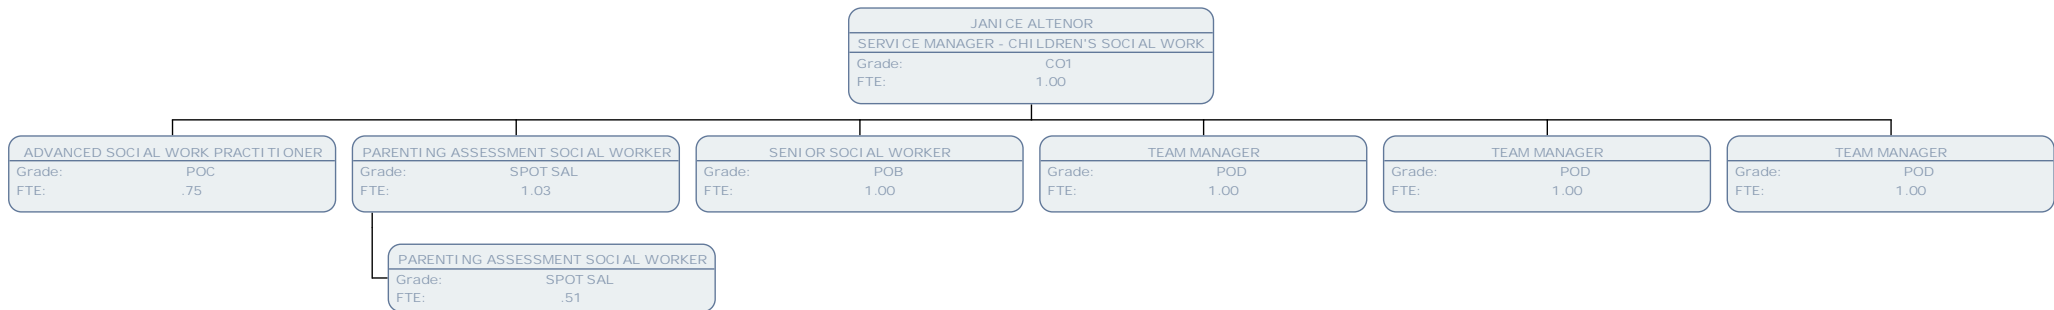 JANICE ALTENOR
SERVICE MANAGER - CHILDREN'S SOCIAL WORK
Grade: CO1
FTE: 1.00
ADVANCED SOCIAL WORK PRACTITIONER
Grade: POC
FTE: .75
PARENTING ASSESSMENT SOCIAL WORKER
Grade: SPOT SAL
FTE: 1.03
SENIOR SOCIAL WORKER
Grade: POB
FTE: 1.00
TEAM MANAGER
Grade: POD
FTE: 1.00
TEAM MANAGER
Grade: POD
FTE: 1.00
TEAM MANAGER
Grade: POD
FTE: 1.00
PARENTING ASSESSMENT SOCIAL WORKER
Grade: SPOT SAL
FTE: .51